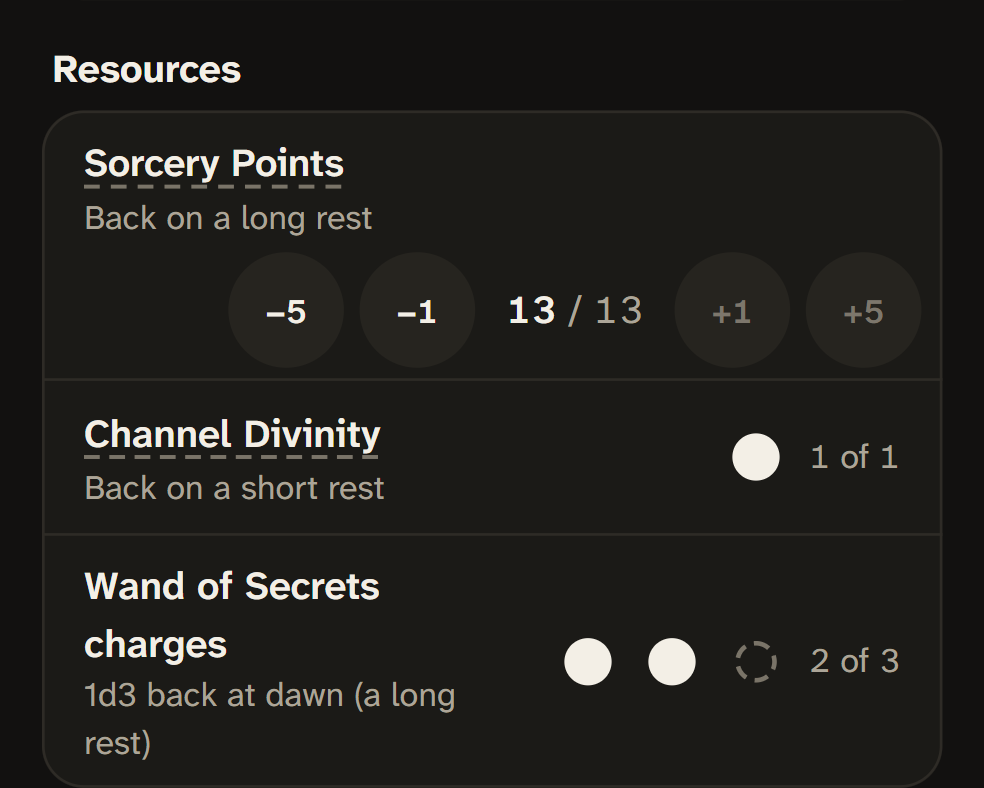 Resources
Sorcery Points
Back on a long rest
–5 –1 13 / 13 +1 +5
Channel Divinity
Back on a short rest
1 of 1
Wand of Secrets
charges
1d3 back at dawn (a long
rest)
2 of 3